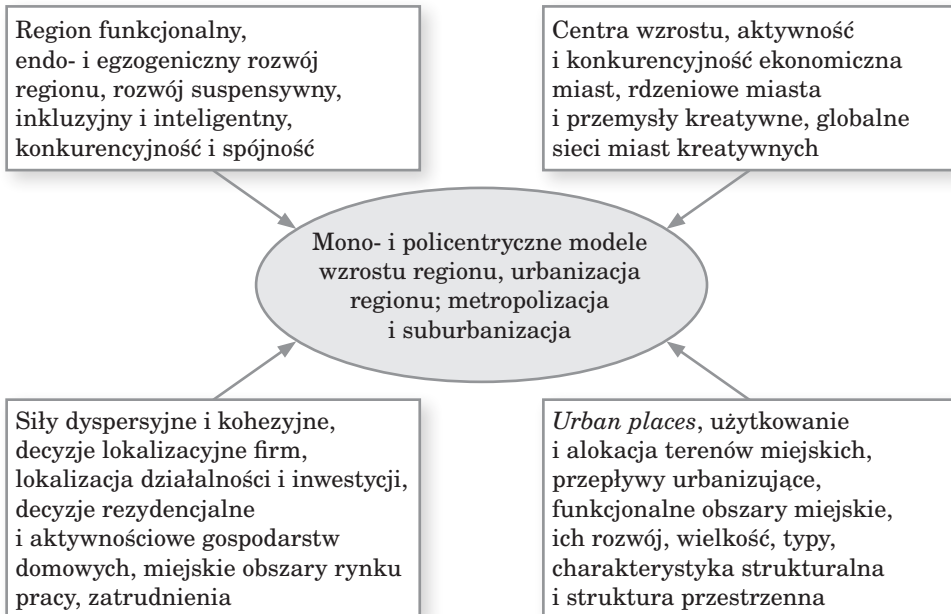 Region funkcjonalny,
endo- i egzogeniczny rozwój
regionu, rozwój suspensywny,
inkluzyjny i inteligentny,
konkurencyjność i spójność
Centra wzrostu, aktywność
i konkurencyjność ekonomiczna
miast, rdzeniowe miasta
i przemysły kreatywne, globalne
sieci miast kreatywnych
Mono- i policentryczne modele
wzrostu regionu, urbanizacja
regionu; metropolizacja
i suburbanizacja
Siły dyspersyjne i kohezyjne,
decyzje lokalizacyjne firm,
lokalizacja działalności i inwestycji,
decyzje rezydencjalne
i aktywnościowe gospodarstw
domowych, miejskie obszary rynku
pracy, zatrudnienia
Urban places, użytkowanie
i alokacja terenów miejskich,
przepływy urbanizujące,
funkcjonalne obszary miejskie,
ich rozwój, wielkość, typy,
charakterystyka strukturalna
i struktura przestrzenna